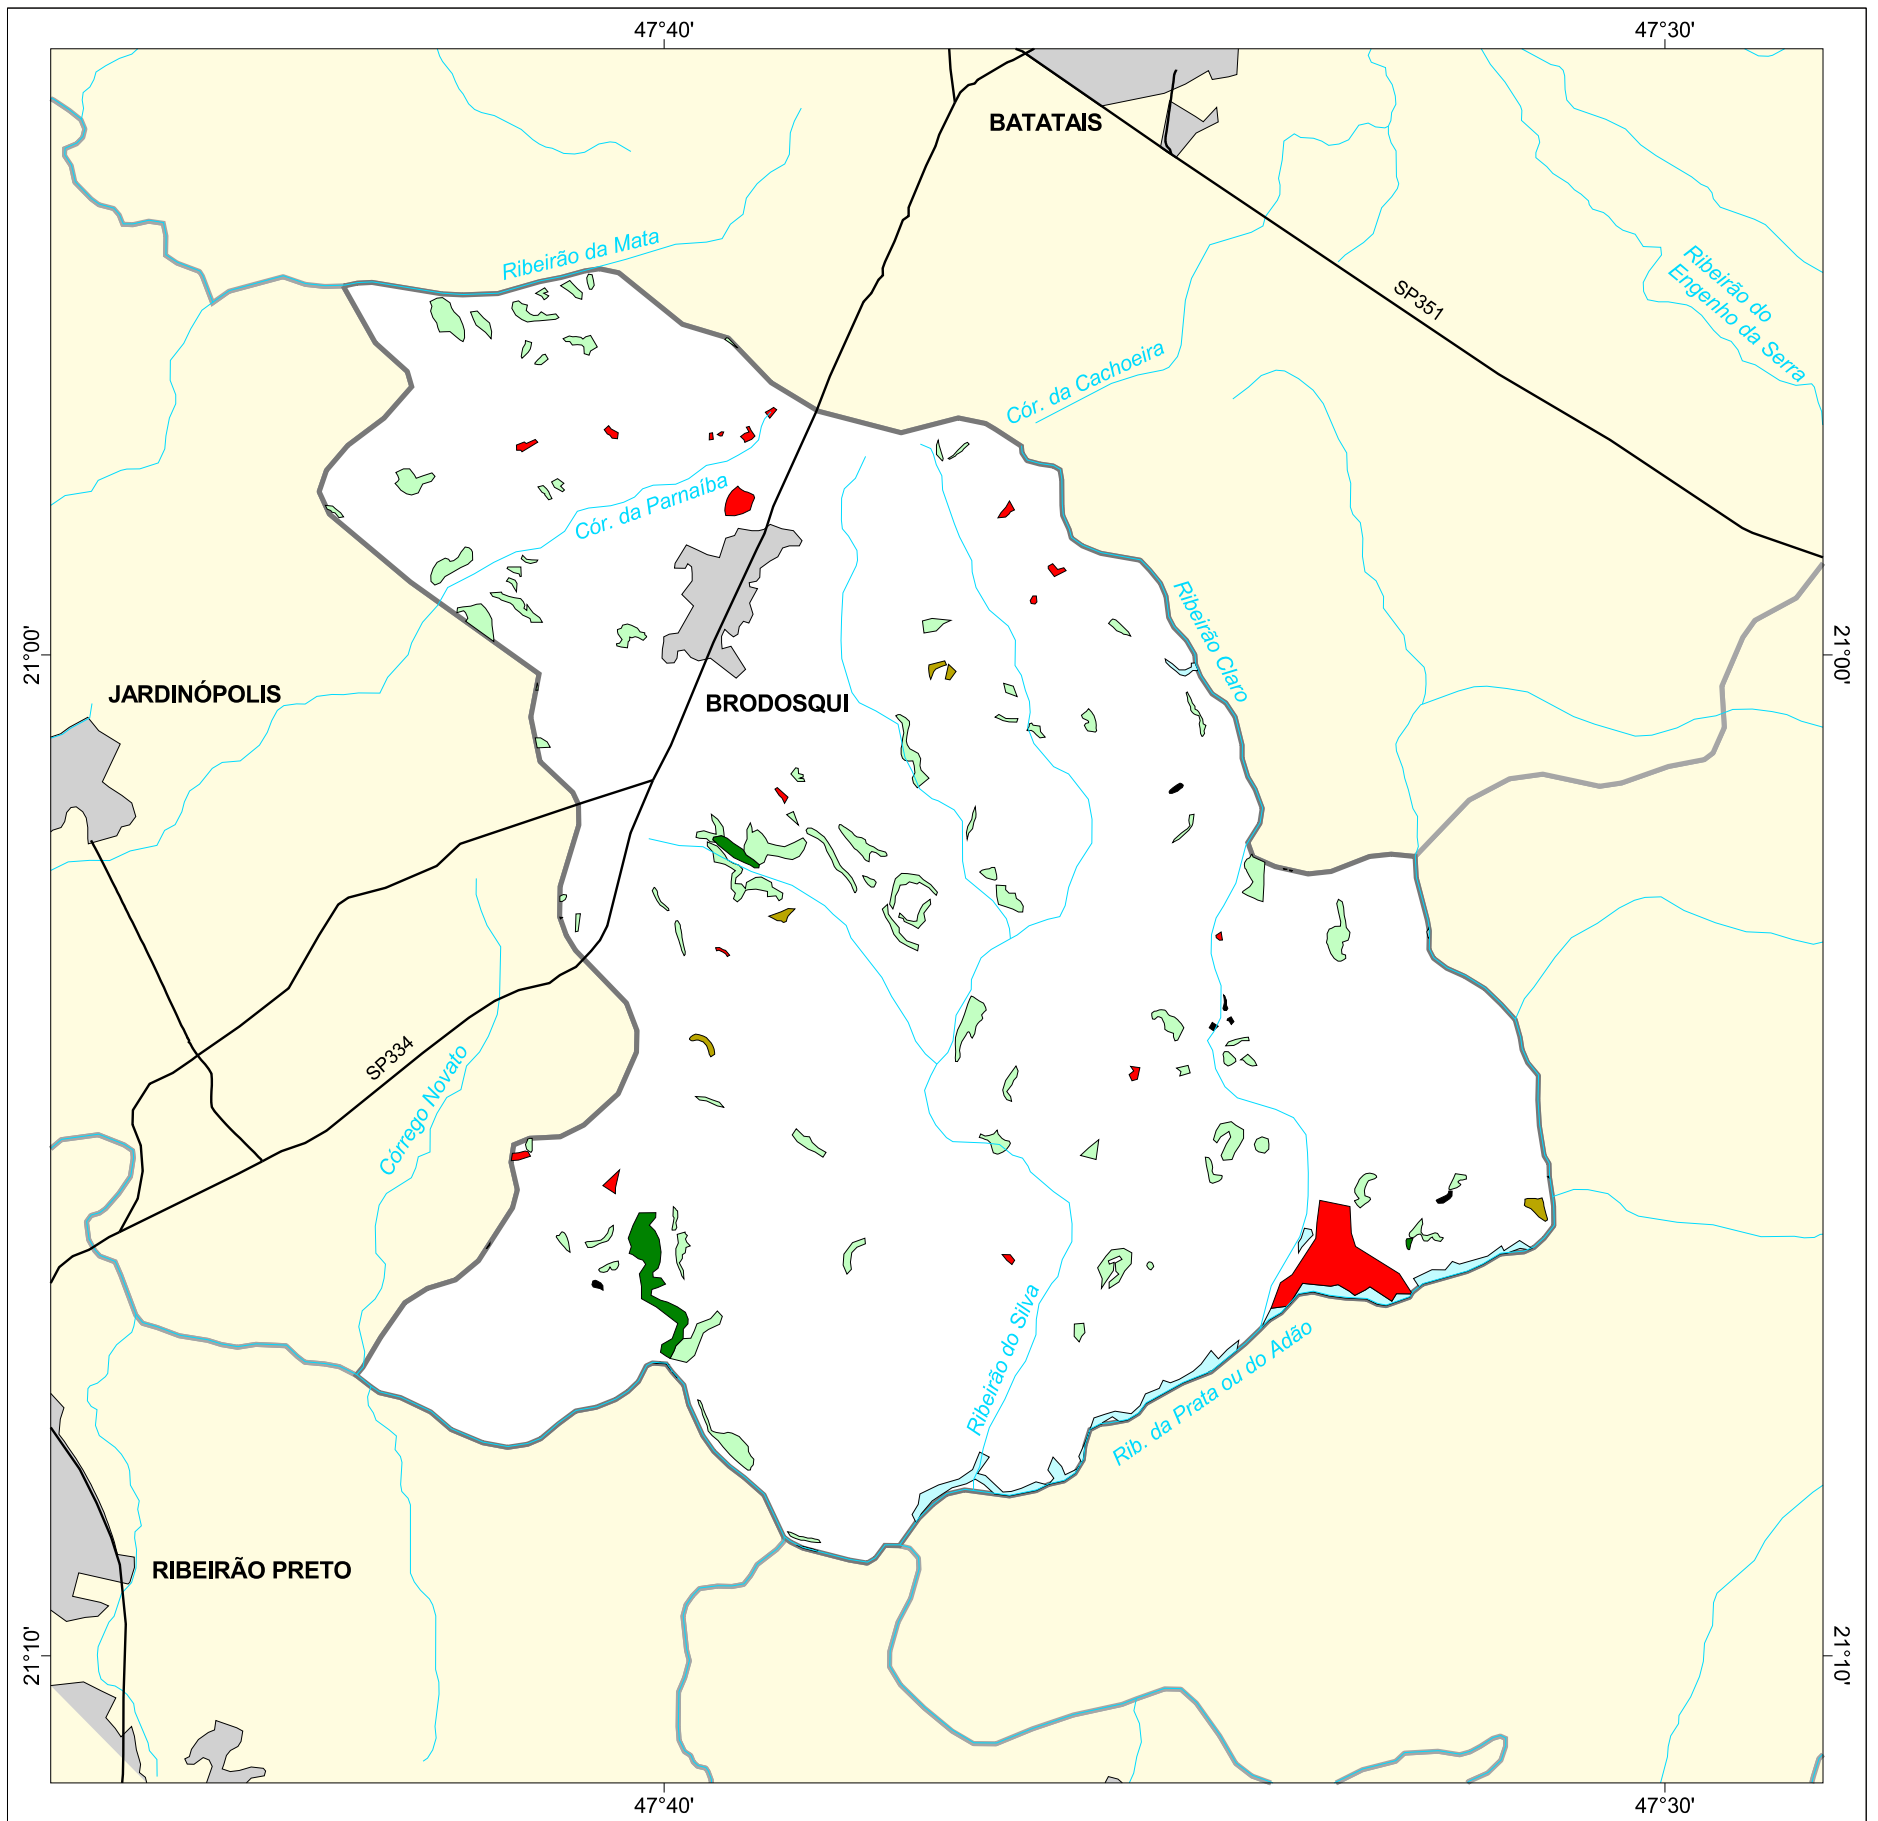 47°40'
47°30'
BATATAIS
Ribeirão da Mata
Ribeirão do
Engenho da Serra
SP351
Cór. da Cachoeira
Cór. da Parnaíba
Ribeirão Claro
21°00'
21°00'
JARDINÓPOLIS
BRODOSQUI
SP334
Córrego Novato
Ribeirão do Silva
Rib. da Prata ou do Adão
RIBEIRÃO PRETO
21°10'
21°10'
47°40'
47°30'